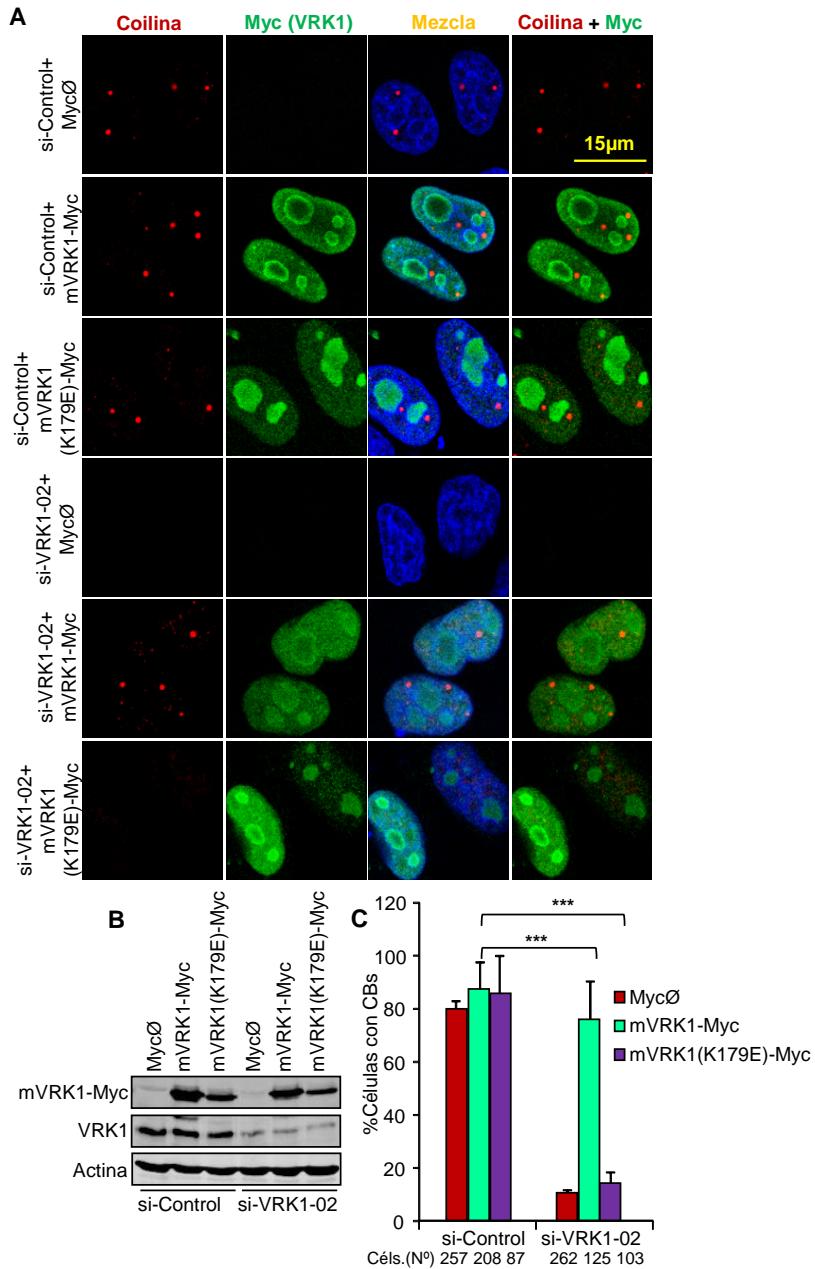 A
Coilina
Myc (VRK1)
Mezcla
Coilina + Myc
si-Control+
MycØ
15µm
si-Control+
mVRK1-Myc
si-Control+
mVRK1
(K179E)-Myc
si-VRK1-02+
MycØ
si-VRK1-02+
mVRK1-Myc
si-VRK1-02+
mVRK1
(K179E)-Myc
B
MycØ
mVRK1-Myc
mVRK1(K179E)-Myc
MycØ
mVRK1-Myc
mVRK1(K179E)-Myc
mVRK1-Myc
VRK1
Actina
si-Control
si-VRK1-02
C
%Células con CBs
120
100
80
60
40
20
0
***
***
MycØ
mVRK1-Myc
mVRK1(K179E)-Myc
si-Control
si-VRK1-02
Céls.(Nº) 257 208 87 262 125 103